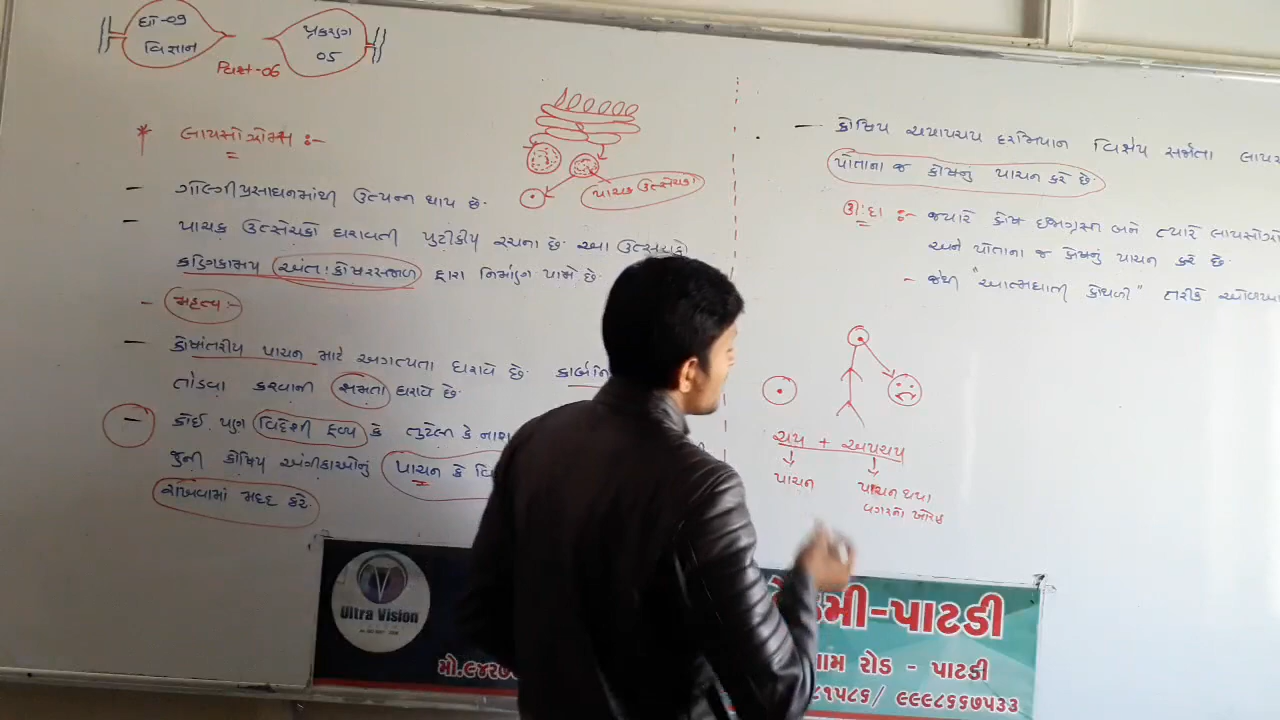 ધો-09
વિજ્ઞાન
પ્રકરણ
05
* લાયસોઝોમ્સ :-
પાચક ઉત્સેચકો
– ગોલ્ગીપ્રસાધનમાંથી ઉત્પન્ન થાય છે.
– પાચક ઉત્સેચકો ધરાવતી પુટીકીય રચના છે. આ ઉત્સેચકો
કણિકામય અંતઃકોષરસજાળ દ્વારા નિર્માણ પામે છે.
– મહત્વ :-
– કોષાંતરીય પાચન માટે અગત્યતા ધરાવે છે.
તોડવા કરવાની ક્ષમતા ધરાવે છે.
– કોઈ પણ વિદેશી દ્રવ્ય કે તુટેલી કે
જુની કોષિય અંગીકાઓનું પાચન કે
રાખવામાં મદદ કરે.
– કોષિય ચયાપચય દરમિયાન વિક્ષેપ સર્જાતા
પોતાના જ કોષનું પાચન કરે છે.
ઉ:દા :- જ્યારે કોષ ઇજાગ્રસ્ત બને ત્યારે
અને પોતાના જ કોષનું પાચન કરે છે.
– જેથી "આત્મઘાતી કોથળી" તરીકે
ચય + અપચય
પાચન
પાચન થયા
વગરનો ખોરાક
Ultra Vision
મી-પાટડી
રોડ - પાટડી
૯૯૯૮૬૬૭૫૩૩